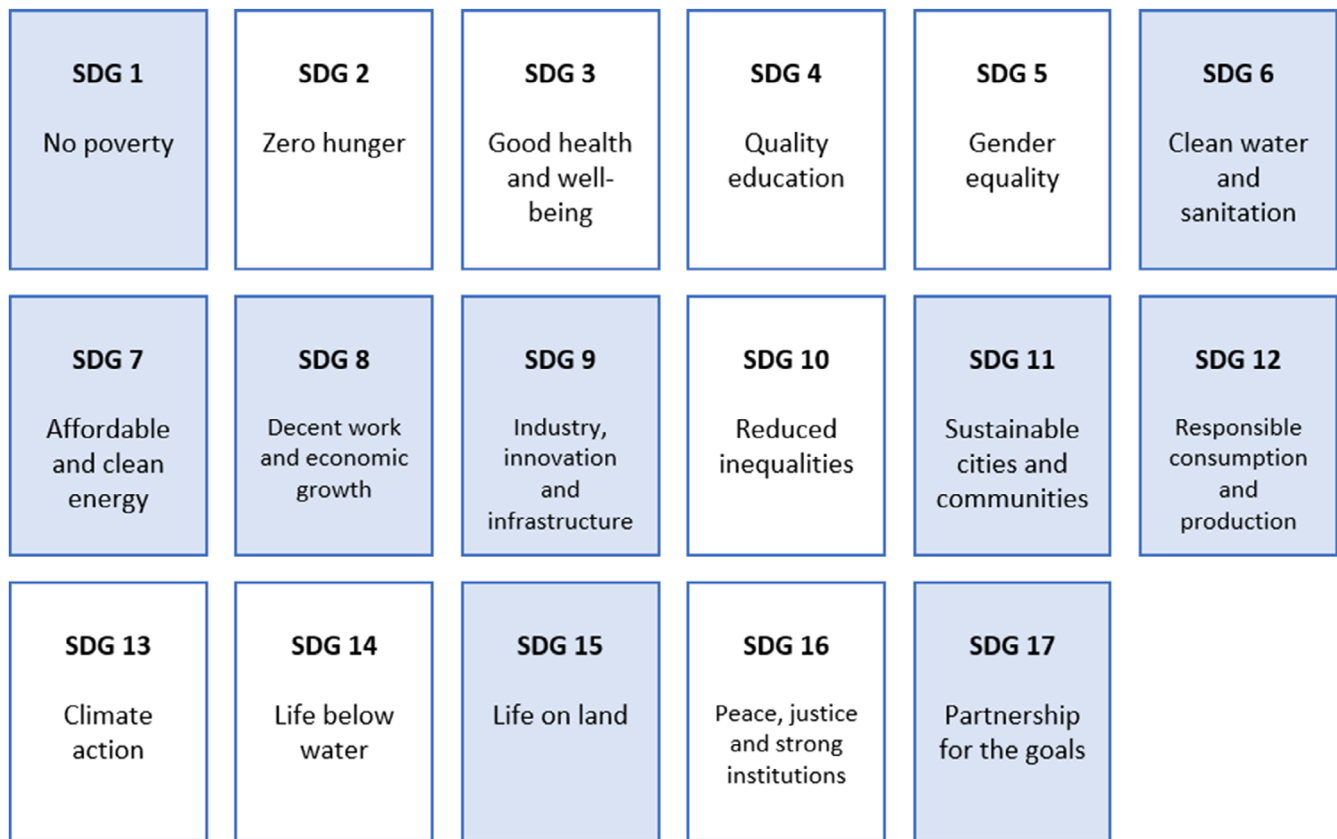 SDG 1
No poverty
SDG 2
Zero hunger
SDG 3
Good health
and well-
being
SDG 4
Quality
education
SDG 5
Gender
equality
SDG 6
Clean water
and
sanitation
SDG 7
Affordable
and clean
energy
SDG 8
Decent work
and economic
growth
SDG 9
Industry,
innovation
and
infrastructure
SDG 10
Reduced
inequalities
SDG 11
Sustainable
cities and
communities
SDG 12
Responsible
consumption
and
production
SDG 13
Climate
action
SDG 14
Life below
water
SDG 15
Life on land
SDG 16
Peace, justice
and strong
institutions
SDG 17
Partnership
for the goals